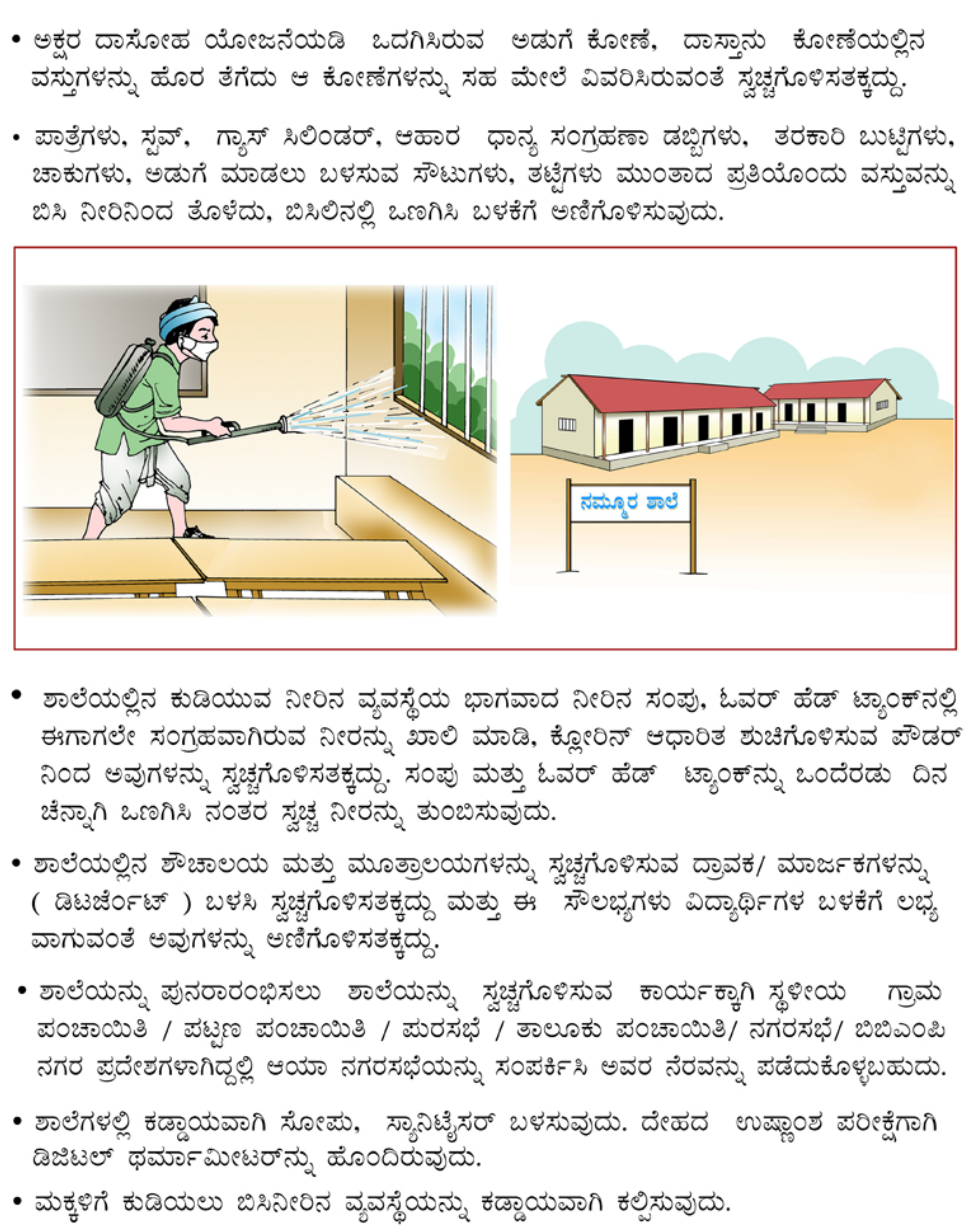 • ಅಕ್ಷರ ದಾಸೋಹ ಯೋಜನೆಯಡಿ ಒದಗಿಸಿರುವ ಅಡುಗೆ ಕೋಣೆ, ದಾಸ್ತಾನು ಕೋಣೆಯಲ್ಲಿನ
ವಸ್ತುಗಳನ್ನು ಹೊರ ತೆಗೆದು ಆ ಕೋಣೆಗಳನ್ನು ಸಹ ಮೇಲೆ ವಿವರಿಸಿರುವಂತೆ ಸ್ವಚ್ಚಗೊಳಿಸತಕ್ಕದ್ದು.
• ಪಾತ್ರೆಗಳು, ಸ್ಟವ್, ಗ್ಯಾಸ್ ಸಿಲಿಂಡರ್, ಆಹಾರ ಧಾನ್ಯ ಸಂಗ್ರಹಣಾ ಡಬ್ಬಿಗಳು, ತರಕಾರಿ ಬುಟ್ಟಿಗಳು,
ಚಾಕುಗಳು, ಅಡುಗೆ ಮಾಡಲು ಬಳಸುವ ಸೌಟುಗಳು, ತಟ್ಟೆಗಳು ಮುಂತಾದ ಪ್ರತಿಯೊಂದು ವಸ್ತುವನ್ನು
ಬಿಸಿ ನೀರಿನಿಂದ ತೊಳೆದು, ಬಿಸಿಲಿನಲ್ಲಿ ಒಣಗಿಸಿ ಬಳಕೆಗೆ ಅಣಿಗೊಳಿಸುವುದು.
ನಮ್ಮೂರ ಶಾಲೆ
• ಶಾಲೆಯಲ್ಲಿನ ಕುಡಿಯುವ ನೀರಿನ ವ್ಯವಸ್ಥೆಯ ಭಾಗವಾದ ನೀರಿನ ಸಂಪು, ಓವರ್ ಹೆಡ್ ಟ್ಯಾಂಕ್‌ನಲ್ಲಿ
ಈಗಾಗಲೇ ಸಂಗ್ರಹವಾಗಿರುವ ನೀರನ್ನು ಖಾಲಿ ಮಾಡಿ, ಕ್ಲೋರಿನ್ ಆಧಾರಿತ ಶುಚಿಗೊಳಿಸುವ ಪೌಡರ್
ನಿಂದ ಅವುಗಳನ್ನು ಸ್ವಚ್ಚಗೊಳಿಸತಕ್ಕದ್ದು. ಸಂಪು ಮತ್ತು ಓವರ್ ಹೆಡ್ ಟ್ಯಾಂಕ್‌ನ್ನು ಒಂದೆರಡು ದಿನ
ಚೆನ್ನಾಗಿ ಒಣಗಿಸಿ ನಂತರ ಸ್ವಚ್ಚ ನೀರನ್ನು ತುಂಬಿಸುವುದು.
• ಶಾಲೆಯಲ್ಲಿನ ಶೌಚಾಲಯ ಮತ್ತು ಮೂತ್ರಾಲಯಗಳನ್ನು ಸ್ವಚ್ಚಗೊಳಿಸುವ ದ್ರಾವಕ/ ಮಾರ್ಜಕಗಳನ್ನು
( ಡಿಟರ್ಜೆಂಟ್ ) ಬಳಸಿ ಸ್ವಚ್ಚಗೊಳಿಸತಕ್ಕದ್ದು ಮತ್ತು ಈ ಸೌಲಭ್ಯಗಳು ವಿದ್ಯಾರ್ಥಿಗಳ ಬಳಕೆಗೆ ಲಭ್ಯ
ವಾಗುವಂತೆ ಅವುಗಳನ್ನು ಅಣಿಗೊಳಿಸತಕ್ಕದ್ದು.
• ಶಾಲೆಯನ್ನು ಪುನರಾರಂಭಿಸಲು ಶಾಲೆಯನ್ನು ಸ್ವಚ್ಚಗೊಳಿಸುವ ಕಾರ್ಯಕ್ಕಾಗಿ ಸ್ಥಳೀಯ ಗ್ರಾಮ
ಪಂಚಾಯಿತಿ / ಪಟ್ಟಣ ಪಂಚಾಯಿತಿ / ಪುರಸಭೆ / ತಾಲೂಕು ಪಂಚಾಯಿತಿ/ ನಗರಸಭೆ/ ಬಿಬಿಎಂಪಿ
ನಗರ ಪ್ರದೇಶಗಳಾಗಿದ್ದಲ್ಲಿ ಆಯಾ ನಗರಸಭೆಯನ್ನು ಸಂಪರ್ಕಿಸಿ ಅವರ ನೆರವನ್ನು ಪಡೆದುಕೊಳ್ಳಬಹುದು.
• ಶಾಲೆಗಳಲ್ಲಿ ಕಡ್ಡಾಯವಾಗಿ ಸೋಪು, ಸ್ಯಾನಿಟೈಸರ್ ಬಳಸುವುದು. ದೇಹದ ಉಷ್ಣಾಂಶ ಪರೀಕ್ಷೆಗಾಗಿ
ಡಿಜಿಟಲ್ ಥರ್ಮಾಮೀಟರ್‌ನ್ನು ಹೊಂದಿರುವುದು.
• ಮಕ್ಕಳಿಗೆ ಕುಡಿಯಲು ಬಿಸಿನೀರಿನ ವ್ಯವಸ್ಥೆಯನ್ನು ಕಡ್ಡಾಯವಾಗಿ ಕಲ್ಪಿಸುವುದು.